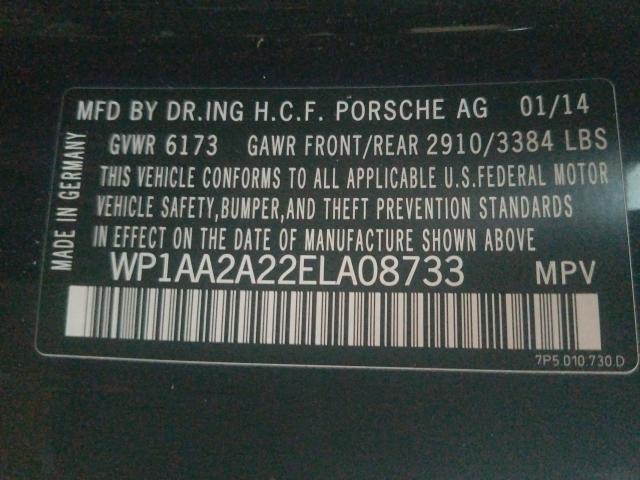 MFD BY DR.ING H.C.F. PORSCHE AG 01/14
GVWR 6173 GAWR FRONT/REAR 2910/3384 LBS
THIS VEHICLE CONFORMS TO ALL APPLICABLE U.S.FEDERAL MOTOR
VEHICLE SAFETY,BUMPER,AND THEFT PREVENTION STANDARDS
IN EFFECT ON THE DATE OF MANUFACTURE SHOWN ABOVE
MADE IN GERMANY
WP1AA2A22ELA08733 MPV
7P5.010.730.D